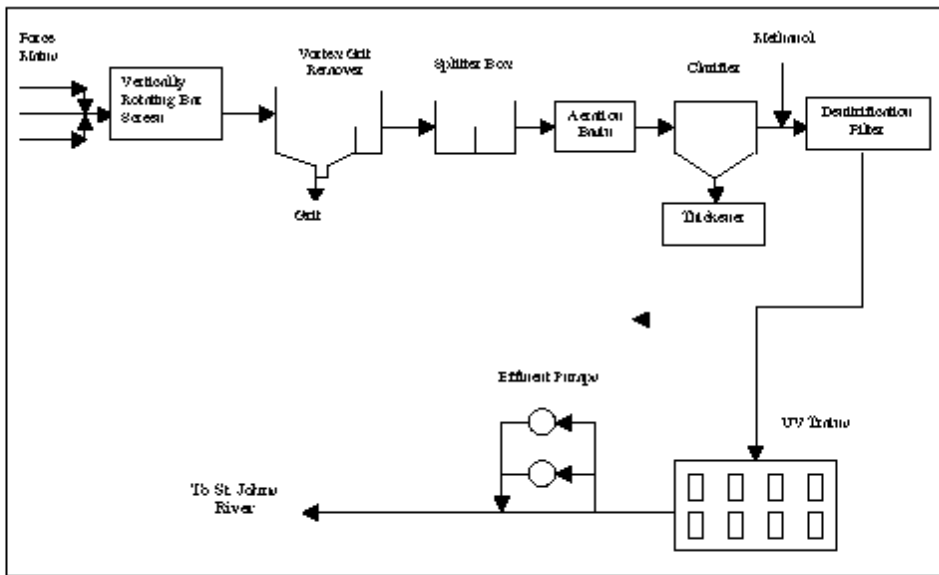 Force
Mains
Vertically
Rotating Bar
Screen
Vortex Grit
Remover
Grit
Splitter Box
Aeration
Basin
Clarifier
Thickener
Methanol
Denitrification
Filter
UV Trains
Effluent Pumps
To St. Johns
River